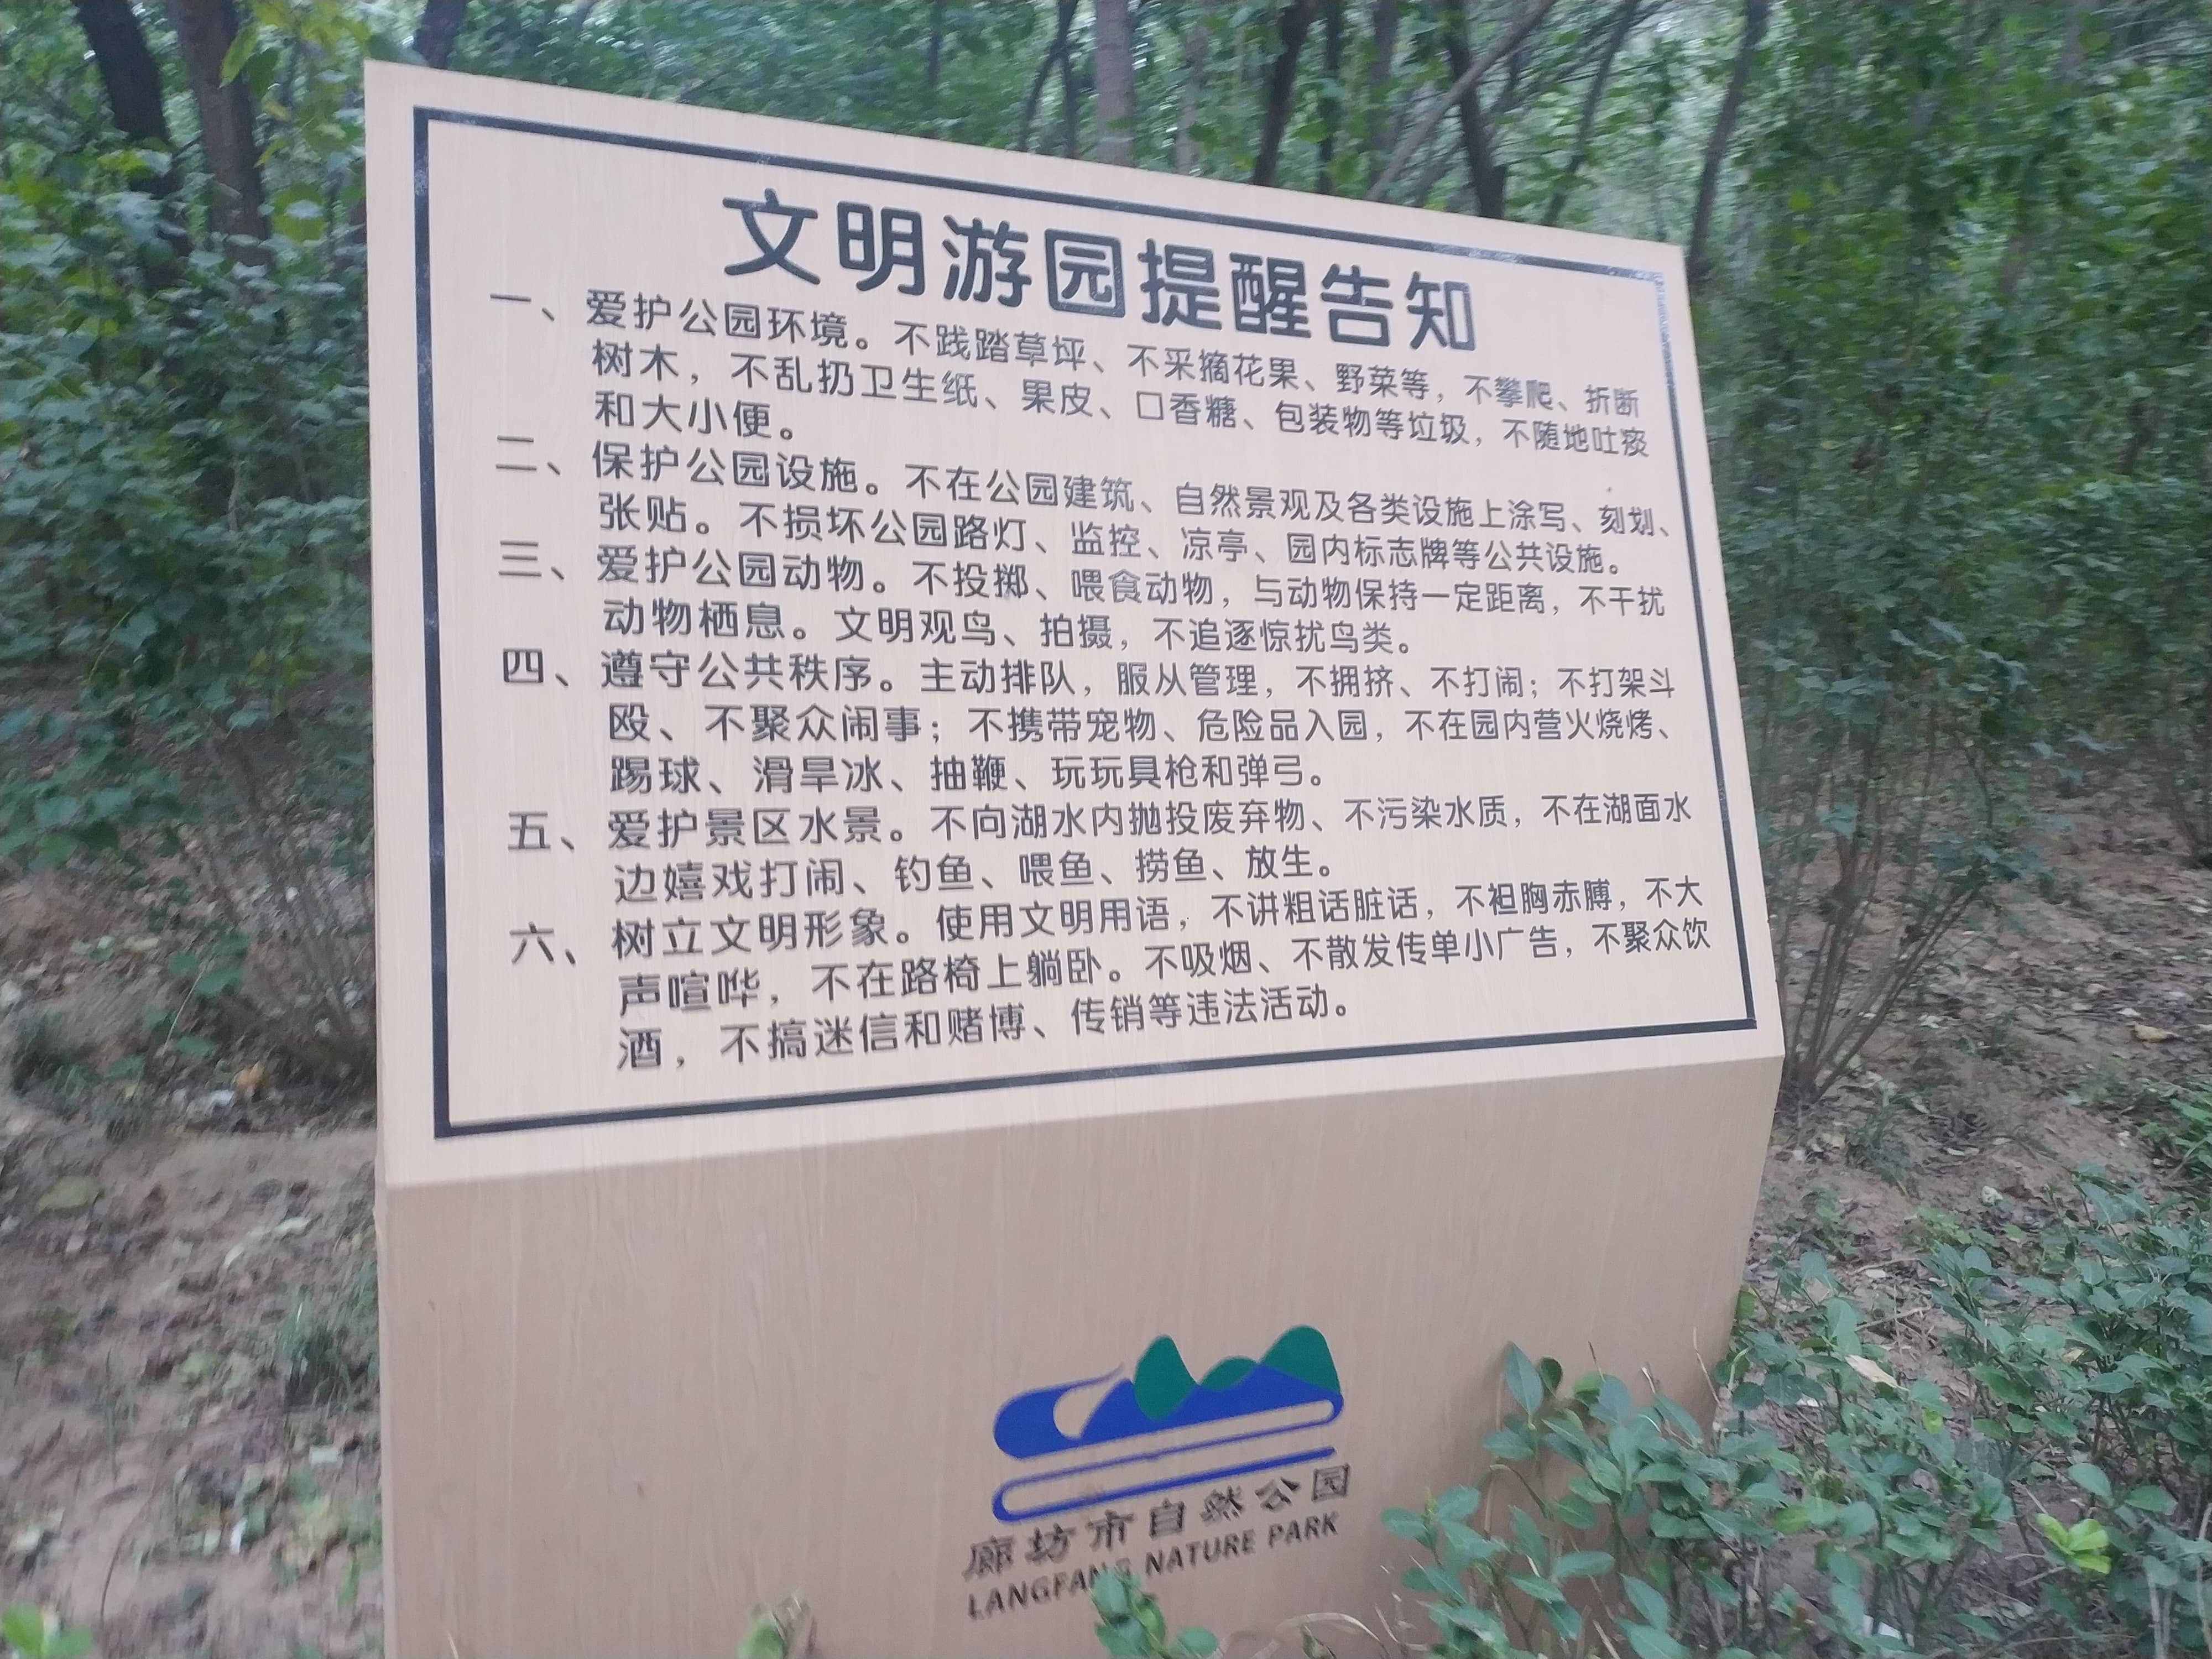 文明游园提醒告知
一、爱护公园环境。不践踏草坪、不采摘花果、野菜等，不攀爬、折断
树木，不乱扔卫生纸、果皮、口香糖、包装物等垃圾，不随地吐痰
和大小便。
二、保护公园设施。不在公园建筑、自然景观及各类设施上涂写、刻划、
张贴。不损坏公园路灯、监控、凉亭、园内标志牌等公共设施。
三、爱护公园动物。不投掷、喂食动物，与动物保持一定距离，不干扰
动物栖息。文明观鸟、拍摄，不追逐惊扰鸟类。
四、遵守公共秩序。主动排队，服从管理，不拥挤、不打闹；不打架斗
殴、不聚众闹事；不携带宠物、危险品入园，不在园内营火烧烤、
踢球、滑旱冰、抽鞭、玩玩具枪和弹弓。
五、爱护景区水景。不向湖水内抛投废弃物、不污染水质，不在湖面水
边嬉戏打闹、钓鱼、喂鱼、捞鱼、放生。
六、树立文明形象。使用文明用语，不讲粗话脏话，不袒胸赤膊，不大
声喧哗，不在路椅上躺卧。不吸烟、不散发传单小广告，不聚众饮
酒，不搞迷信和赌博、传销等违法活动。
廊坊市自然公园
LANGFANG NATURE PARK